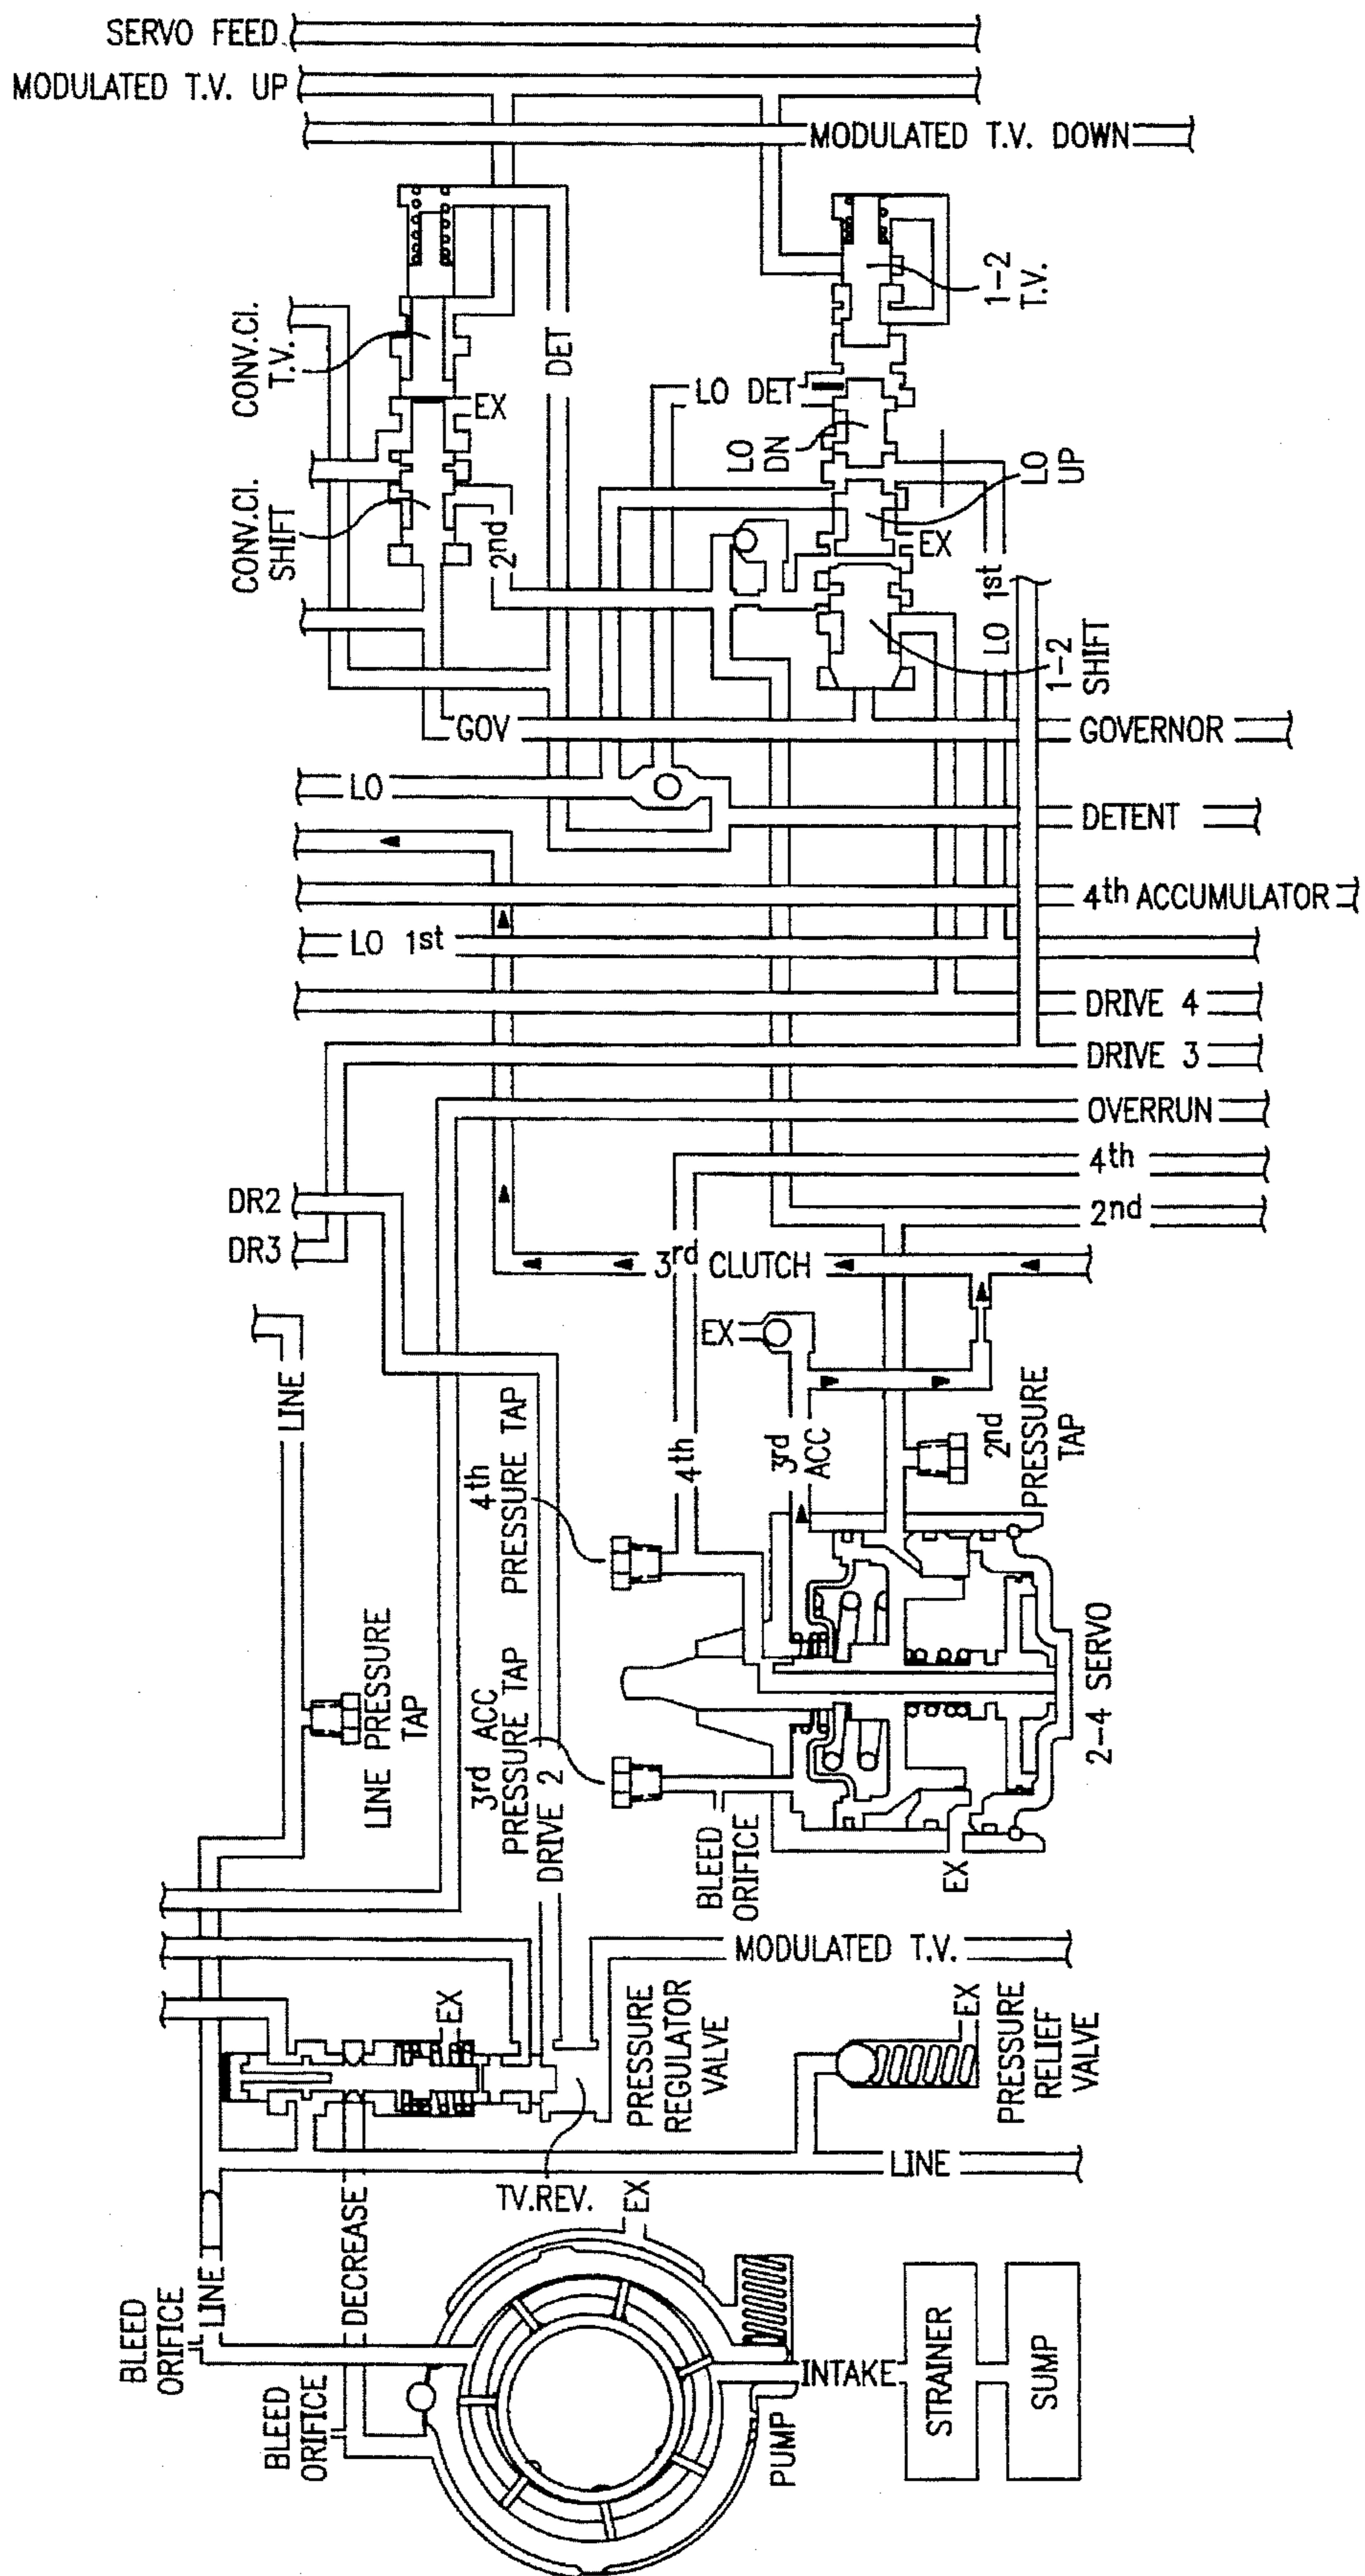 SERVO FEED
MODULATED T.V. UP
MODULATED T.V. DOWN
CONV.Cl.
T.V.
EX
CONV.Cl.
SHIFT
2nd
DET
1-2
T.V.
LO DET
LO
DN
LO
UP
EX
LO 1st
1-2
SHIFT
GOV
GOVERNOR
LO
DETENT
4th ACCUMULATOR
LO 1st
DRIVE 4
DRIVE 3
OVERRUN
4th
2nd
DR2
DR3
3rd CLUTCH
EX
LINE
4th
PRESSURE TAP
4th
3rd
ACC
2nd
PRESSURE
TAP
LINE PRESSURE
TAP
3rd ACC
PRESSURE TAP
DRIVE 2
BLEED
ORIFICE
EX
2-4 SERVO
MODULATED T.V.
EX
PRESSURE
REGULATOR
VALVE
EX
PRESSURE
RELIEF
VALVE
LINE
TV.REV.
EX
BLEED
ORIFICE
LINE
DECREASE
BLEED
ORIFICE
PUMP
INTAKE
STRAINER
SUMP